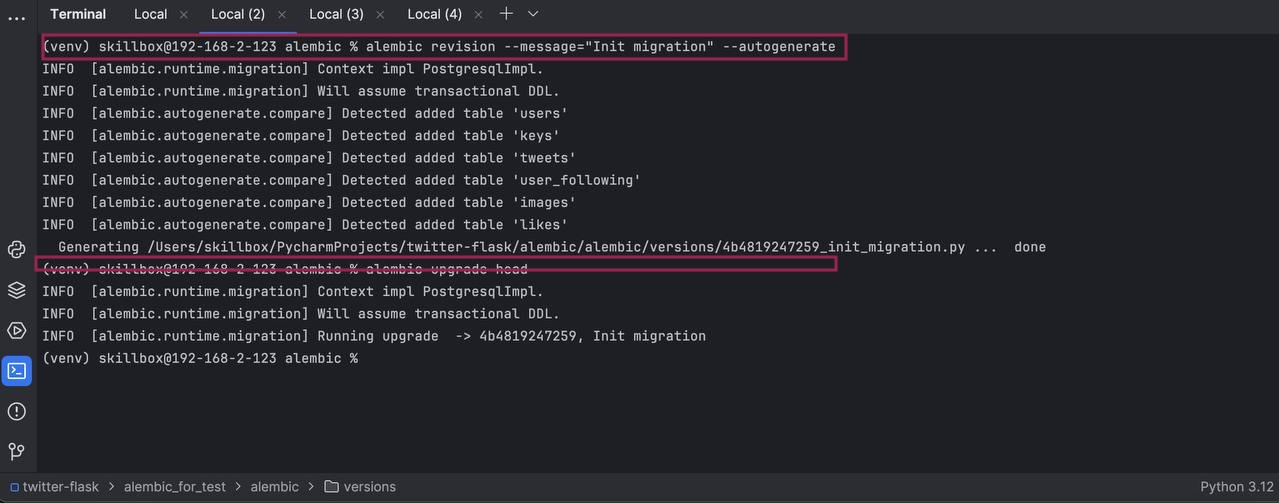 Terminal Local × Local (2) × Local (3) × Local (4) ×
(venv) skillbox@192-168-2-123 alembic % alembic revision --message="Init migration" --autogenerate
INFO  [alembic.runtime.migration] Context impl PostgresqlImpl.
INFO  [alembic.runtime.migration] Will assume transactional DDL.
INFO  [alembic.autogenerate.compare] Detected added table 'users'
INFO  [alembic.autogenerate.compare] Detected added table 'keys'
INFO  [alembic.autogenerate.compare] Detected added table 'tweets'
INFO  [alembic.autogenerate.compare] Detected added table 'user_following'
INFO  [alembic.autogenerate.compare] Detected added table 'images'
INFO  [alembic.autogenerate.compare] Detected added table 'likes'
  Generating /Users/skillbox/PycharmProjects/twitter-flask/alembic/alembic/versions/4b4819247259_init_migration.py ...  done
(venv) skillbox@192-168-2-123 alembic % alembic upgrade head
INFO  [alembic.runtime.migration] Context impl PostgresqlImpl.
INFO  [alembic.runtime.migration] Will assume transactional DDL.
INFO  [alembic.runtime.migration] Running upgrade  -> 4b4819247259, Init migration
(venv) skillbox@192-168-2-123 alembic %
twitter-flask > alembic_for_test > alembic > versions Python 3.12